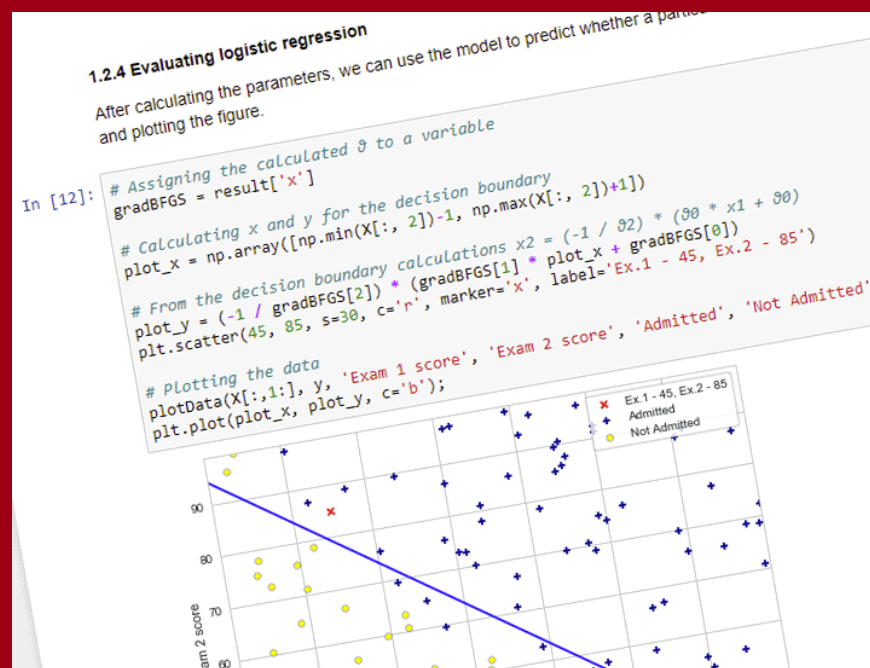 1.2.4 Evaluating logistic regression
After calculating the parameters, we can use the model to predict whether a
and plotting the figure.
In [12]:
# Assigning the calculated ϑ to a variable
gradBFGS = result['x']
# Calculating x and y for the decision boundary
plot_x = np.array([np.min(X[:, 2])-1, np.max(X[:, 2])+1])
# From the decision boundary calculations x2 = (-1 / ϑ2) * (ϑ0 * x1 + ϑ0)
plot_y = (-1 / gradBFGS[2]) * (gradBFGS[1] * plot_x + gradBFGS[0])
plt.scatter(45, 85, s=30, c='r', marker='x', label='Ex.1 - 45, Ex.2 - 85')
# Plotting the data
plotData(X[:,1:], y, 'Exam 1 score', 'Exam 2 score', 'Admitted', 'Not Admitted'
plt.plot(plot_x, plot_y, c='b');
Ex.1 - 45, Ex.2 - 85
Admitted
Not Admitted
90
80
70
60
2 score